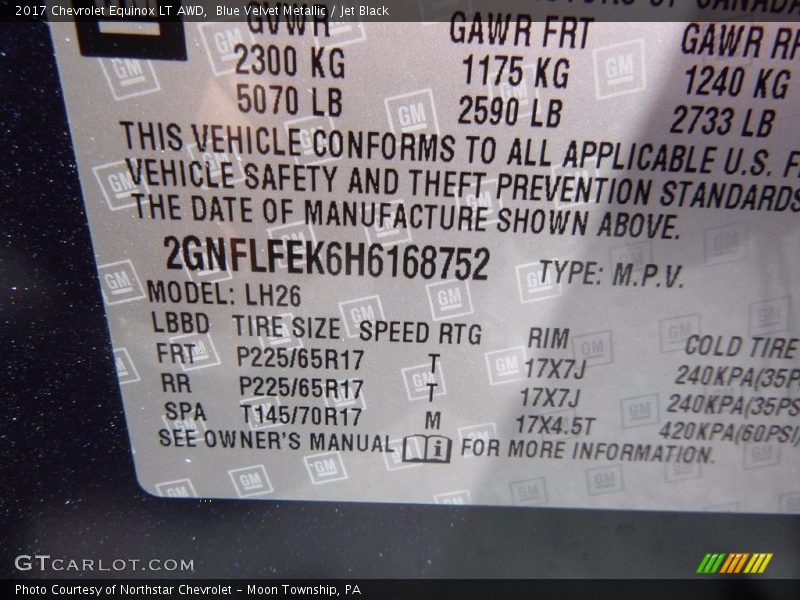 2017 Chevrolet Equinox LT AWD,  Blue Velvet Metallic / Jet Black
GVWR GAWR FRT GAWR RR
2300 KG 1175 KG 1240 KG
5070 LB 2590 LB 2733 LB
THIS VEHICLE CONFORMS TO ALL APPLICABLE U.S. F
VEHICLE SAFETY AND THEFT PREVENTION STANDARDS
THE DATE OF MANUFACTURE SHOWN ABOVE.
2GNFLFEK6H6168752 TYPE: M.P.V.
MODEL: LH26
LBBD TIRE SIZE SPEED RTG RIM COLD TIRE
FRT P225/65R17 T 17X7J 240KPA(35P
RR P225/65R17 T 17X7J 240KPA(35PS
SPA T145/70R17 M 17X4.5T 420KPA(60PSI)
SEE OWNER'S MANUAL FOR MORE INFORMATION.
GTCARLOT.COM
Photo Courtesy of Northstar Chevrolet - Moon Township, PA